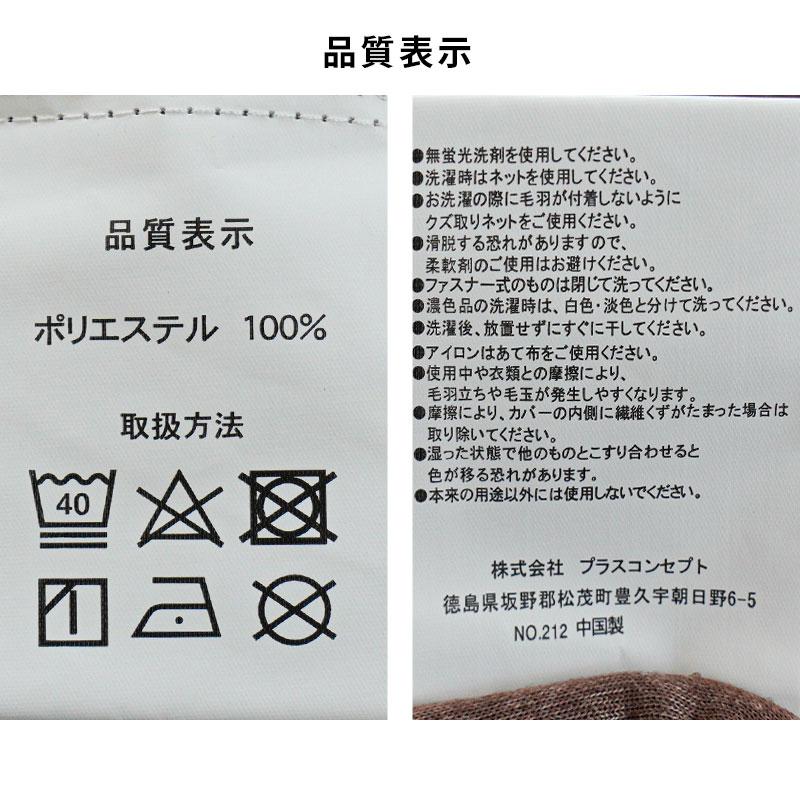 品質表示
品質表示
ポリエステル 100%
取扱方法
40
●無蛍光洗剤を使用してください。
●洗濯時はネットを使用してください。
●お洗濯の際に毛羽が付着しないように
クズ取りネットをご使用ください。
●滑脱する恐れがありますので、
柔軟剤のご使用はお避けください。
●ファスナー式のものは閉じて洗ってください。
●濃色品の洗濯時は、白色・淡色と分けて洗ってください。
●洗濯後、放置せずにすぐに干してください。
●アイロンはあて布をご使用ください。
●使用中や衣類との摩擦により、
毛羽立ちや毛玉が発生しやすくなります。
●摩擦により、カバーの内側に繊維くずがたまった場合は
取り除いてください。
●湿った状態で他のものとこすり合わせると
色が移る恐れがあります。
●本来の用途以外には使用しないでください。
株式会社 プラスコンセプト
徳島県坂野郡松茂町豊久字朝日野6-5
NO.212 中国製